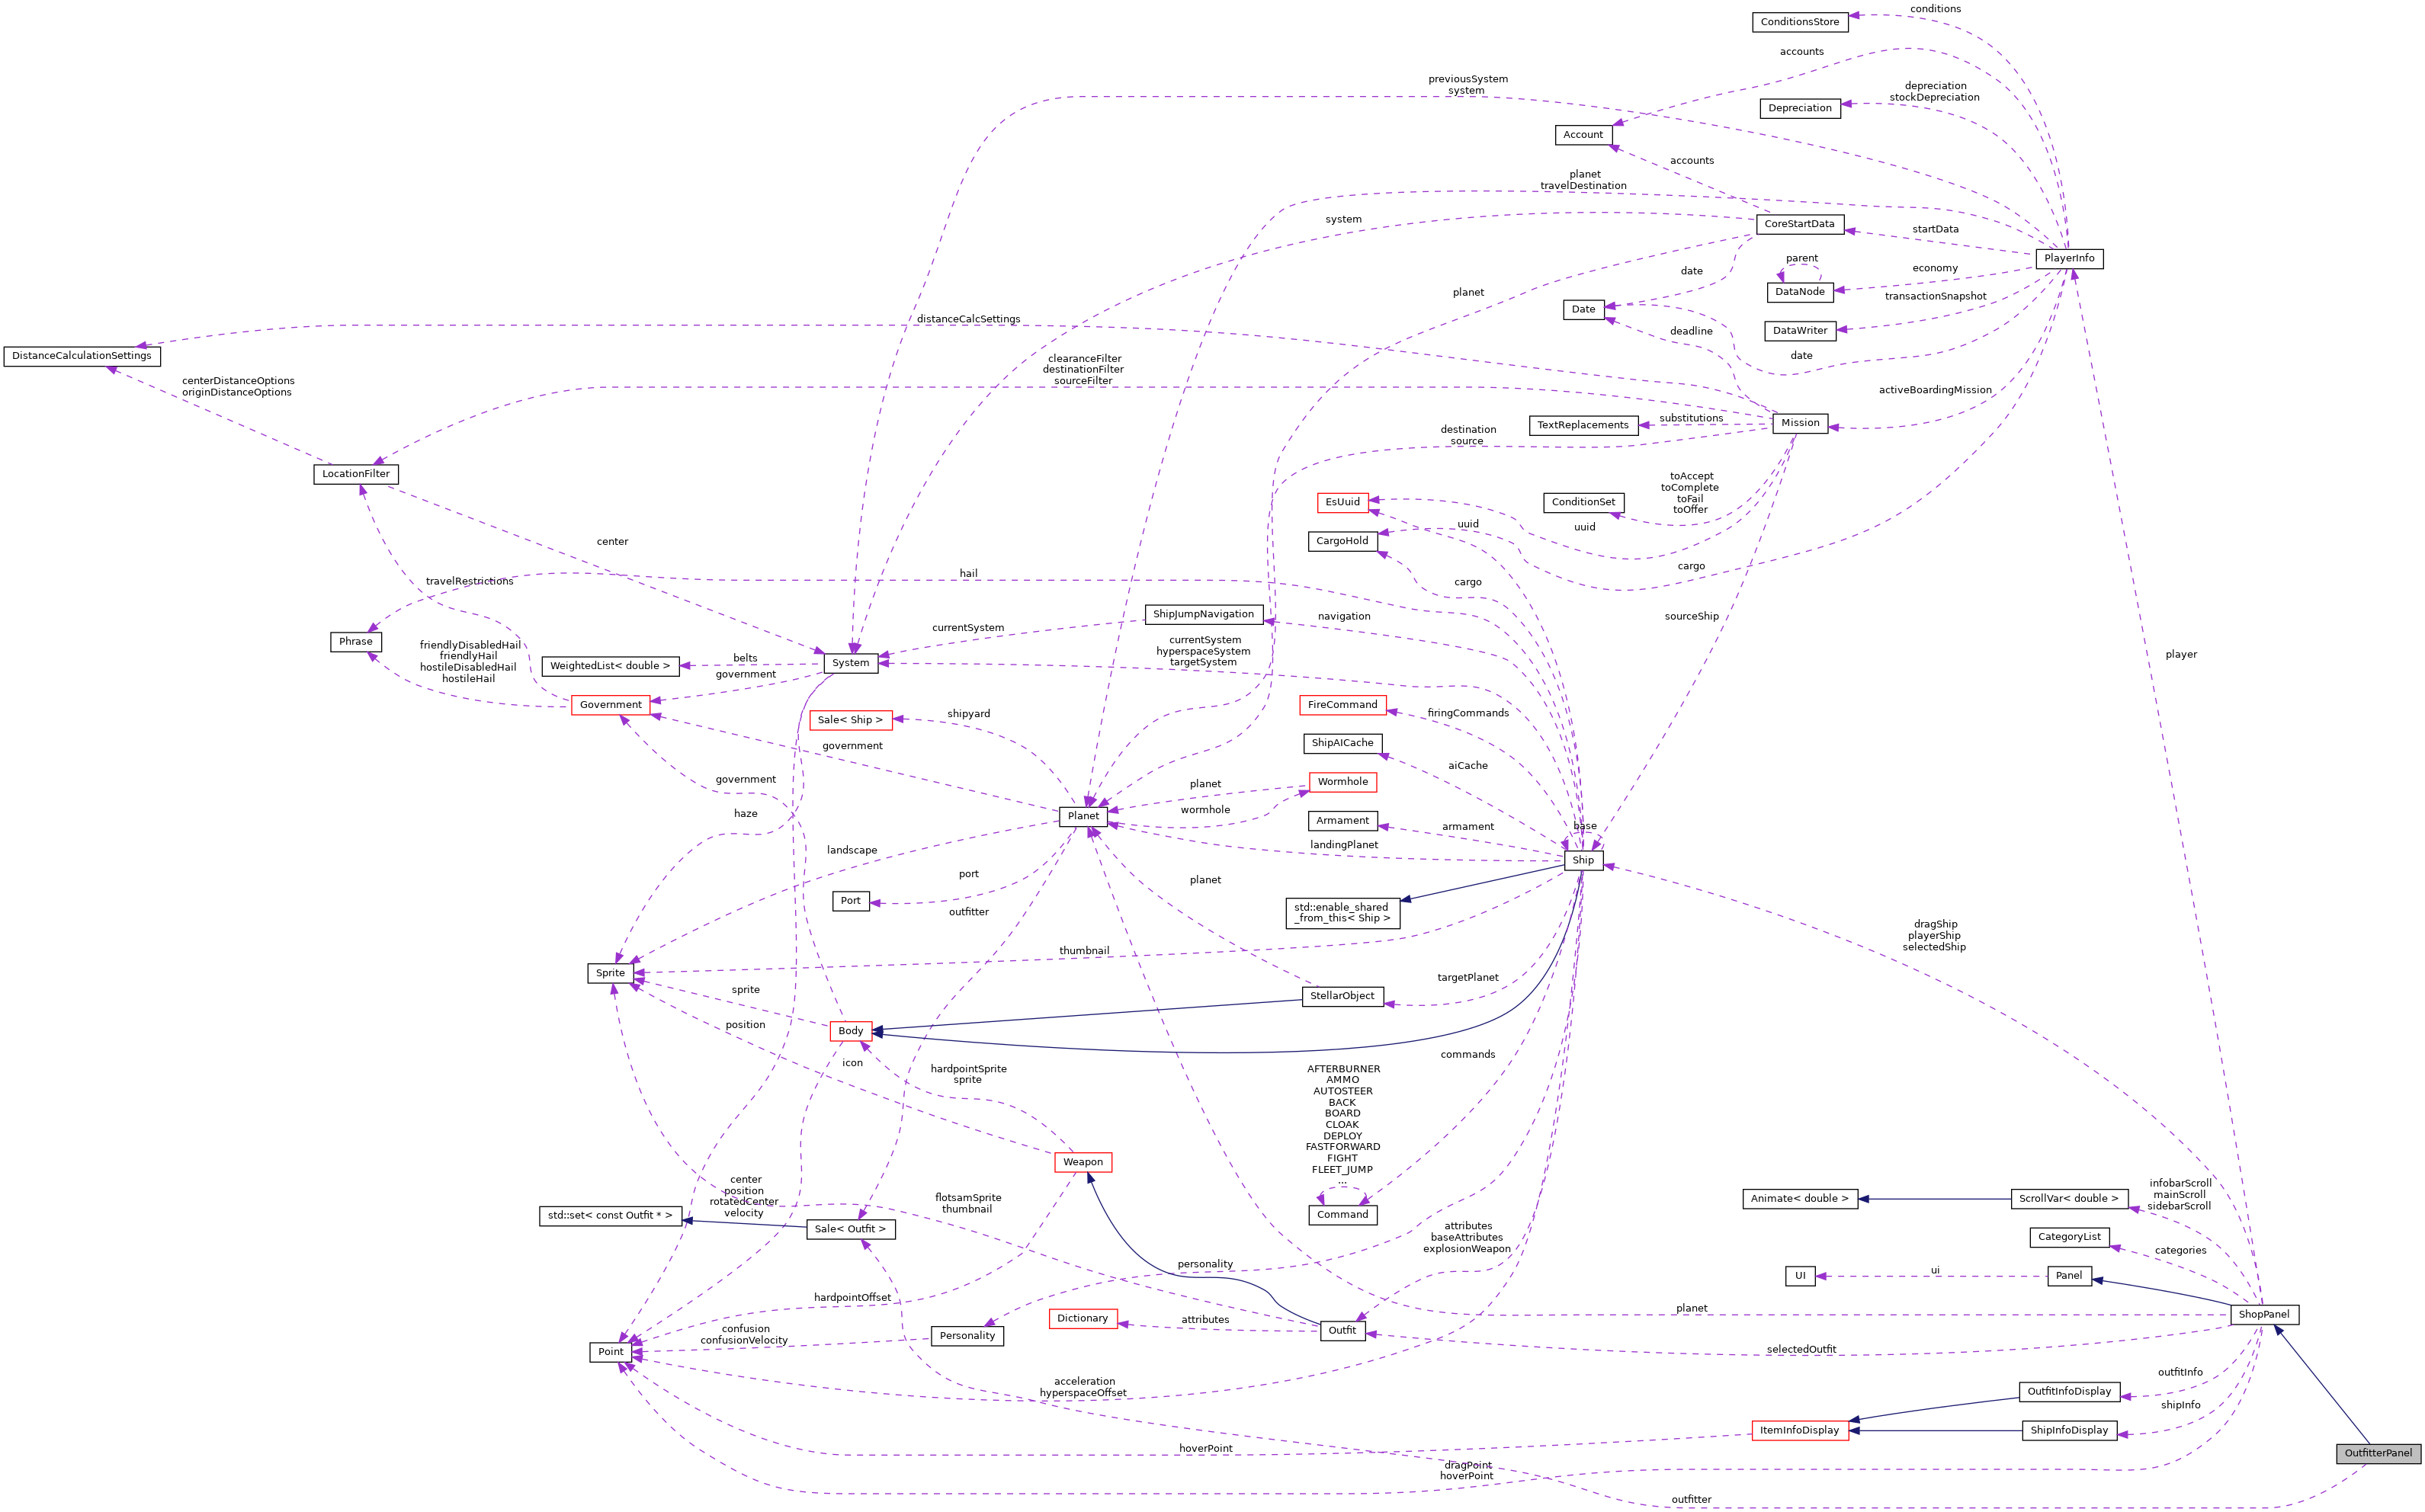 conditions
ConditionsStore
accounts
previousSystem
system
depreciation
stockDepreciation
Depreciation
Account
accounts
planet
travelDestination
system
CoreStartData
startData
PlayerInfo
parent
economy
date
DataNode
planet
transactionSnapshot
Date
distanceCalcSettings
deadline
DataWriter
DistanceCalculationSettings
date
clearanceFilter
destinationFilter
sourceFilter
centerDistanceOptions
originDistanceOptions
activeBoardingMission
substitutions
TextReplacements
Mission
destination
source
LocationFilter
toAccept
toComplete
toFail
toOffer
EsUuid
ConditionSet
uuid
uuid
center
CargoHold
cargo
hail
travelRestrictions
cargo
ShipJumpNavigation
navigation
sourceShip
currentSystem
Phrase
friendlyDisabledHail
friendlyHail
hostileDisabledHail
hostileHail
currentSystem
hyperspaceSystem
targetSystem
player
WeightedList< double >
belts
System
government
Government
FireCommand
firingCommands
Sale< Ship >
shipyard
government
ShipAICache
aiCache
government
planet
Wormhole
haze
wormhole
Planet
Armament
armament
base
landingPlanet
landscape
Ship
port
planet
Port
outfitter
std::enable_shared
_from_this< Ship >
dragShip
playerShip
selectedShip
thumbnail
Sprite
targetPlanet
sprite
StellarObject
position
Body
icon
hardpointSprite
sprite
commands
AFTERBURNER
AMMO
AUTOSTEER
BACK
BOARD
CLOAK
DEPLOY
FASTFORWARD
FIGHT
FLEET_JUMP
...
Weapon
center
position
rotatedCenter
velocity
flotsamSprite
thumbnail
Animate< double >
ScrollVar< double >
infobarScroll
mainScroll
sidebarScroll
std::set< const Outfit * >
Sale< Outfit >
Command
attributes
baseAttributes
explosionWeapon
CategoryList
categories
personality
UI
ui
Panel
hardpointOffset
planet
ShopPanel
Dictionary
attributes
confusion
confusionVelocity
Personality
Outfit
Point
selectedOutfit
outfitInfo
acceleration
hyperspaceOffset
OutfitInfoDisplay
shipInfo
ItemInfoDisplay
ShipInfoDisplay
hoverPoint
OutfitterPanel
dragPoint
hoverPoint
outfitter